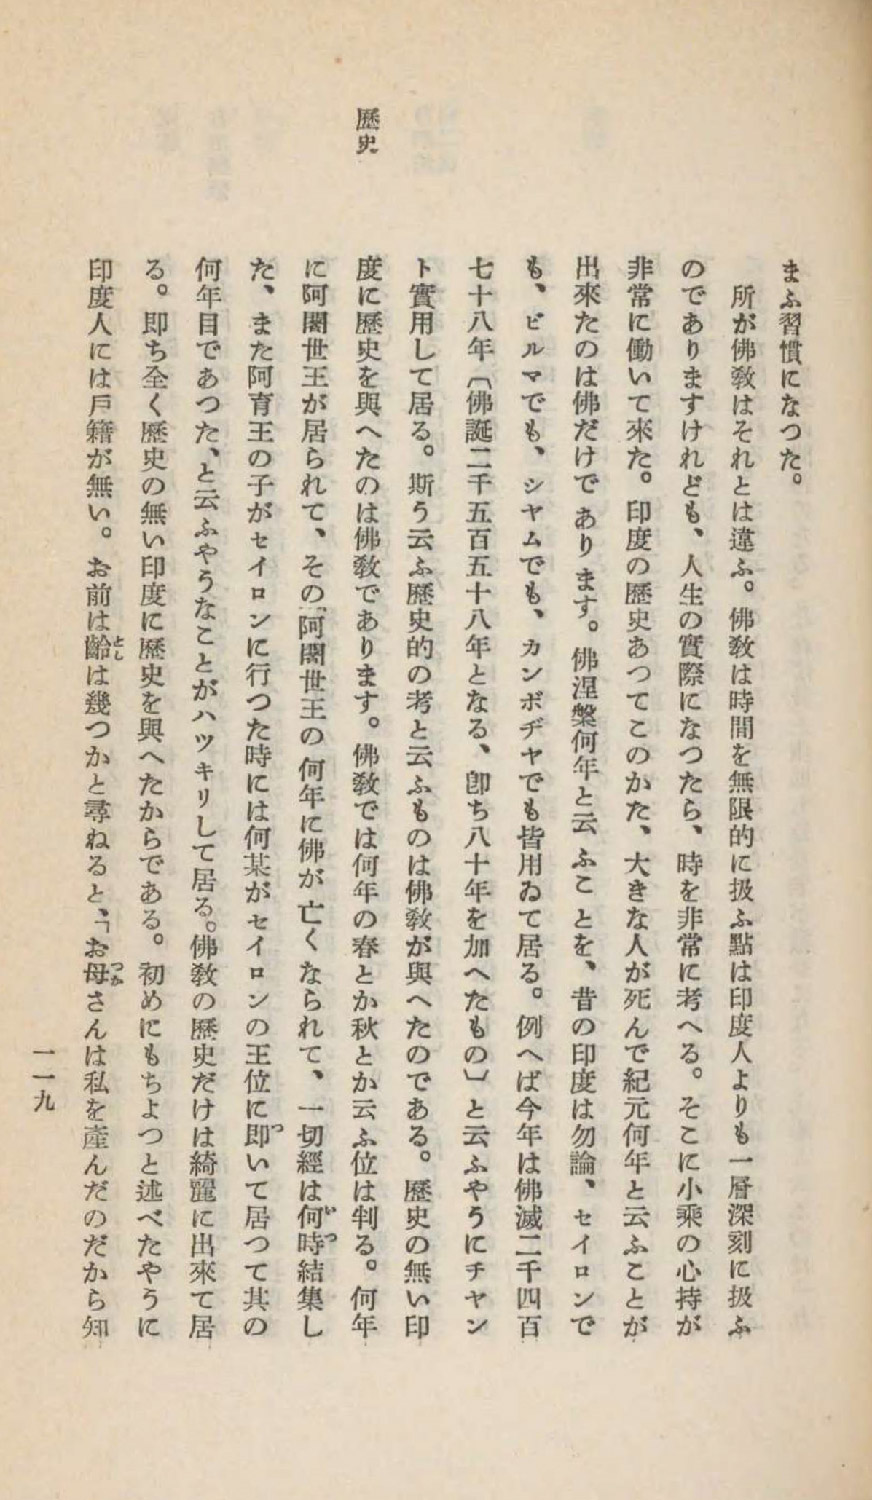 歷史
まふ習慣になつた。
所が佛敎はそれとは違ふ。佛敎は時間を無限的に扱ふ點は印度人よりも一層深刻に扱ふ
のでありますけれども、人生の實際になつたら、時を非常に考へる。そこに小乘の心持が
非常に働いて來た。印度の歷史あつてこのかた、大きな人が死んで紀元何年と云ふことが
出來たのは佛だけであります。佛涅槃何年と云ふことを、昔の印度は勿論、セイロンで
も、ビルマでも、シヤムでも、カンボヂヤでも皆用ゐて居る。例へば今年は佛滅二千四百
七十八年〔佛誕二千五百五十八年となる、卽ち八十年を加へたもの〕と云ふやうにチヤン
ト實用して居る。斯う云ふ歷史的の考と云ふものは佛敎が與へたのである。歷史の無い印
度に歷史を與へたのは佛敎であります。佛敎では何年の春とか秋とか云ふ位は判る。何年
に阿闍世王が居られて、その「阿闍世王の何年に佛が亡くなられて、一切經は何時結集し
た、また阿育王の子がセイロンに行つた時には何某がセイロンの王位に即いて居つて其の
何年目であつた、と云ふやうなことがハツキリして居る。佛敎の歷史だけは綺麗に出來て居
る。即ち全く歷史の無い印度に歷史を與へたからである。初めにもちよつと述べたやうに
印度人には戶籍が無い。お前は齡は幾つかと尋ねると、「お母さんは私を產んだのだから知
一一九